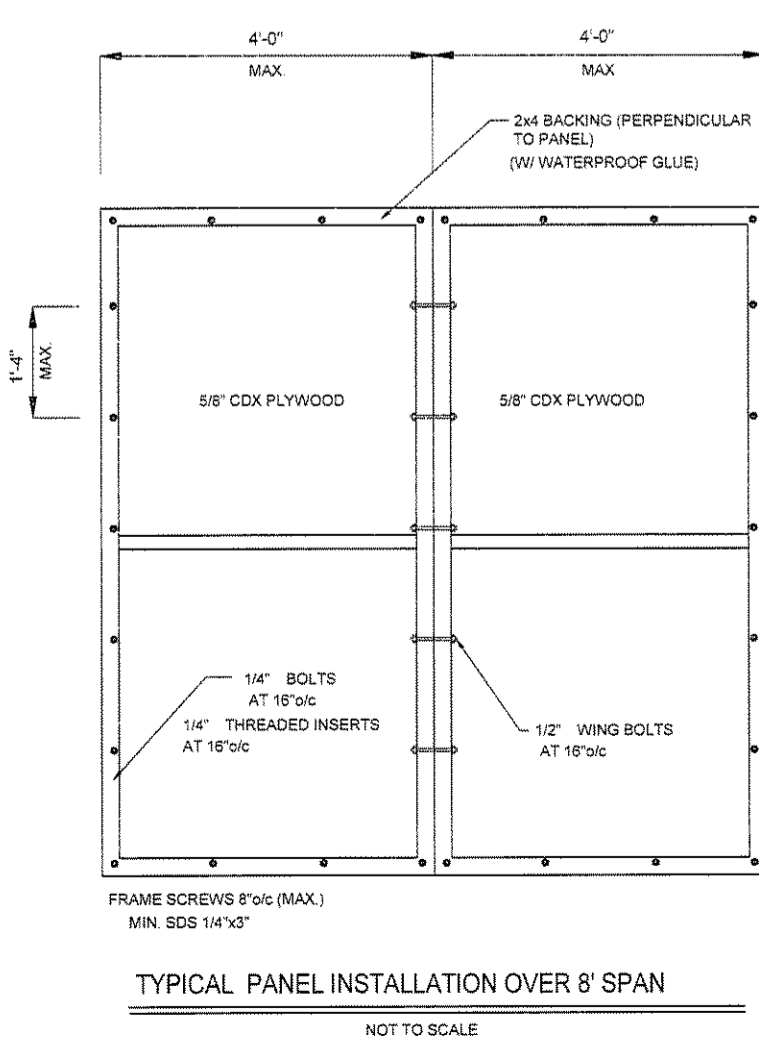 4'-0"
MAX.
4'-0"
MAX
2x4 BACKING (PERPENDICULAR
TO PANEL)
(W/ WATERPROOF GLUE)
1'-4"
MAX.
5/8" CDX PLYWOOD
5/8" CDX PLYWOOD
1/4" BOLTS
AT 16"o/c
1/4" THREADED INSERTS
AT 16"o/c
1/2" WING BOLTS
AT 16"o/c
FRAME SCREWS 8"o/c (MAX.)
MIN. SDS 1/4"x3"
TYPICAL PANEL INSTALLATION OVER 8' SPAN
NOT TO SCALE